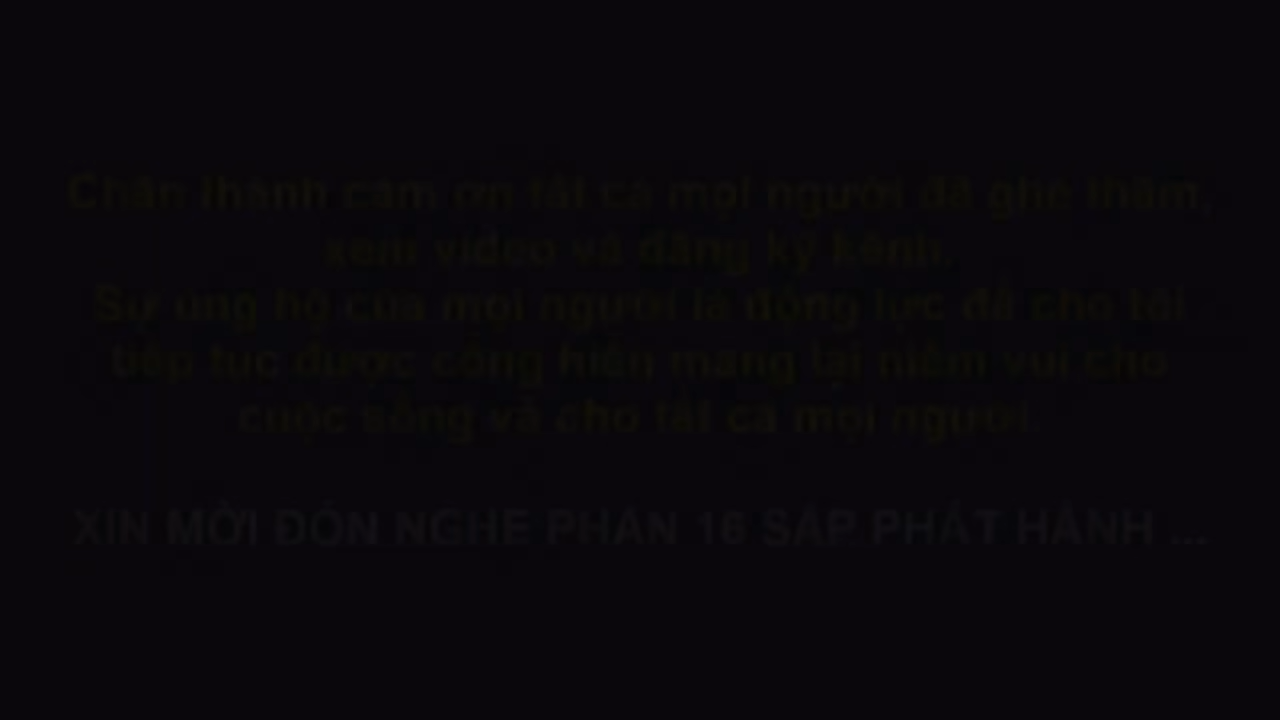 Chân thành cảm ơn tất cả mọi người đã ghé thăm,
xem video và đăng ký kênh.
Sự ủng hộ của mọi người là động lực để cho tôi
tiếp tục được cống hiến mang lại niềm vui cho
cuộc sống và cho tất cả mọi người.
XIN MỜI ĐÓN NGHE PHẦN 16 SẮP PHÁT HÀNH ...